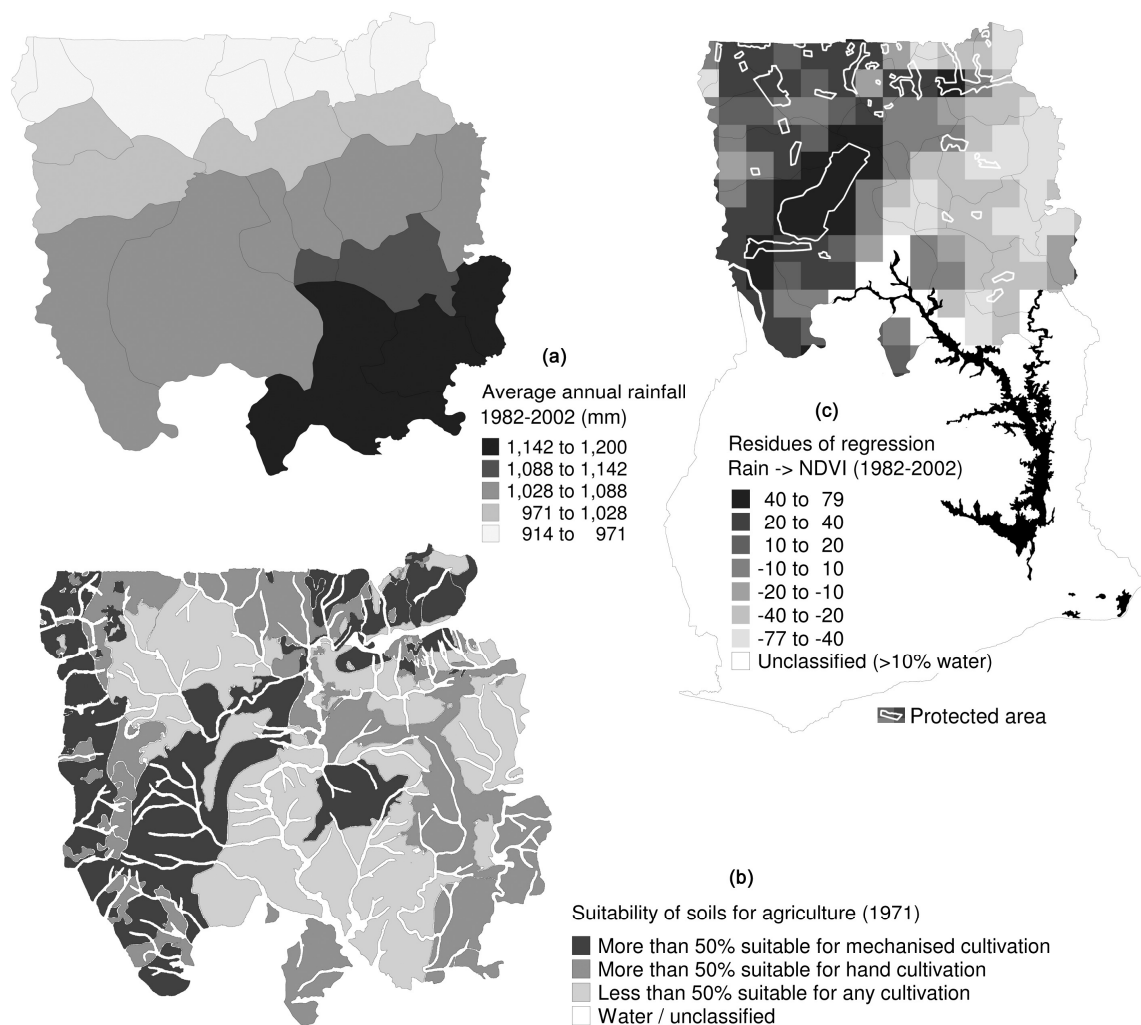 (a)
Average annual rainfall
1982-2002 (mm)
1,142 to 1,200
1,088 to 1,142
1,028 to 1,088
971 to 1,028
914 to 971
(c)
Residues of regression
Rain -> NDVI (1982-2002)
40 to 79
20 to 40
10 to 20
-10 to 10
-20 to -10
-40 to -20
-77 to -40
Unclassified (>10% water)
Protected area
(b)
Suitability of soils for agriculture (1971)
More than 50% suitable for mechanised cultivation
More than 50% suitable for hand cultivation
Less than 50% suitable for any cultivation
Water / unclassified